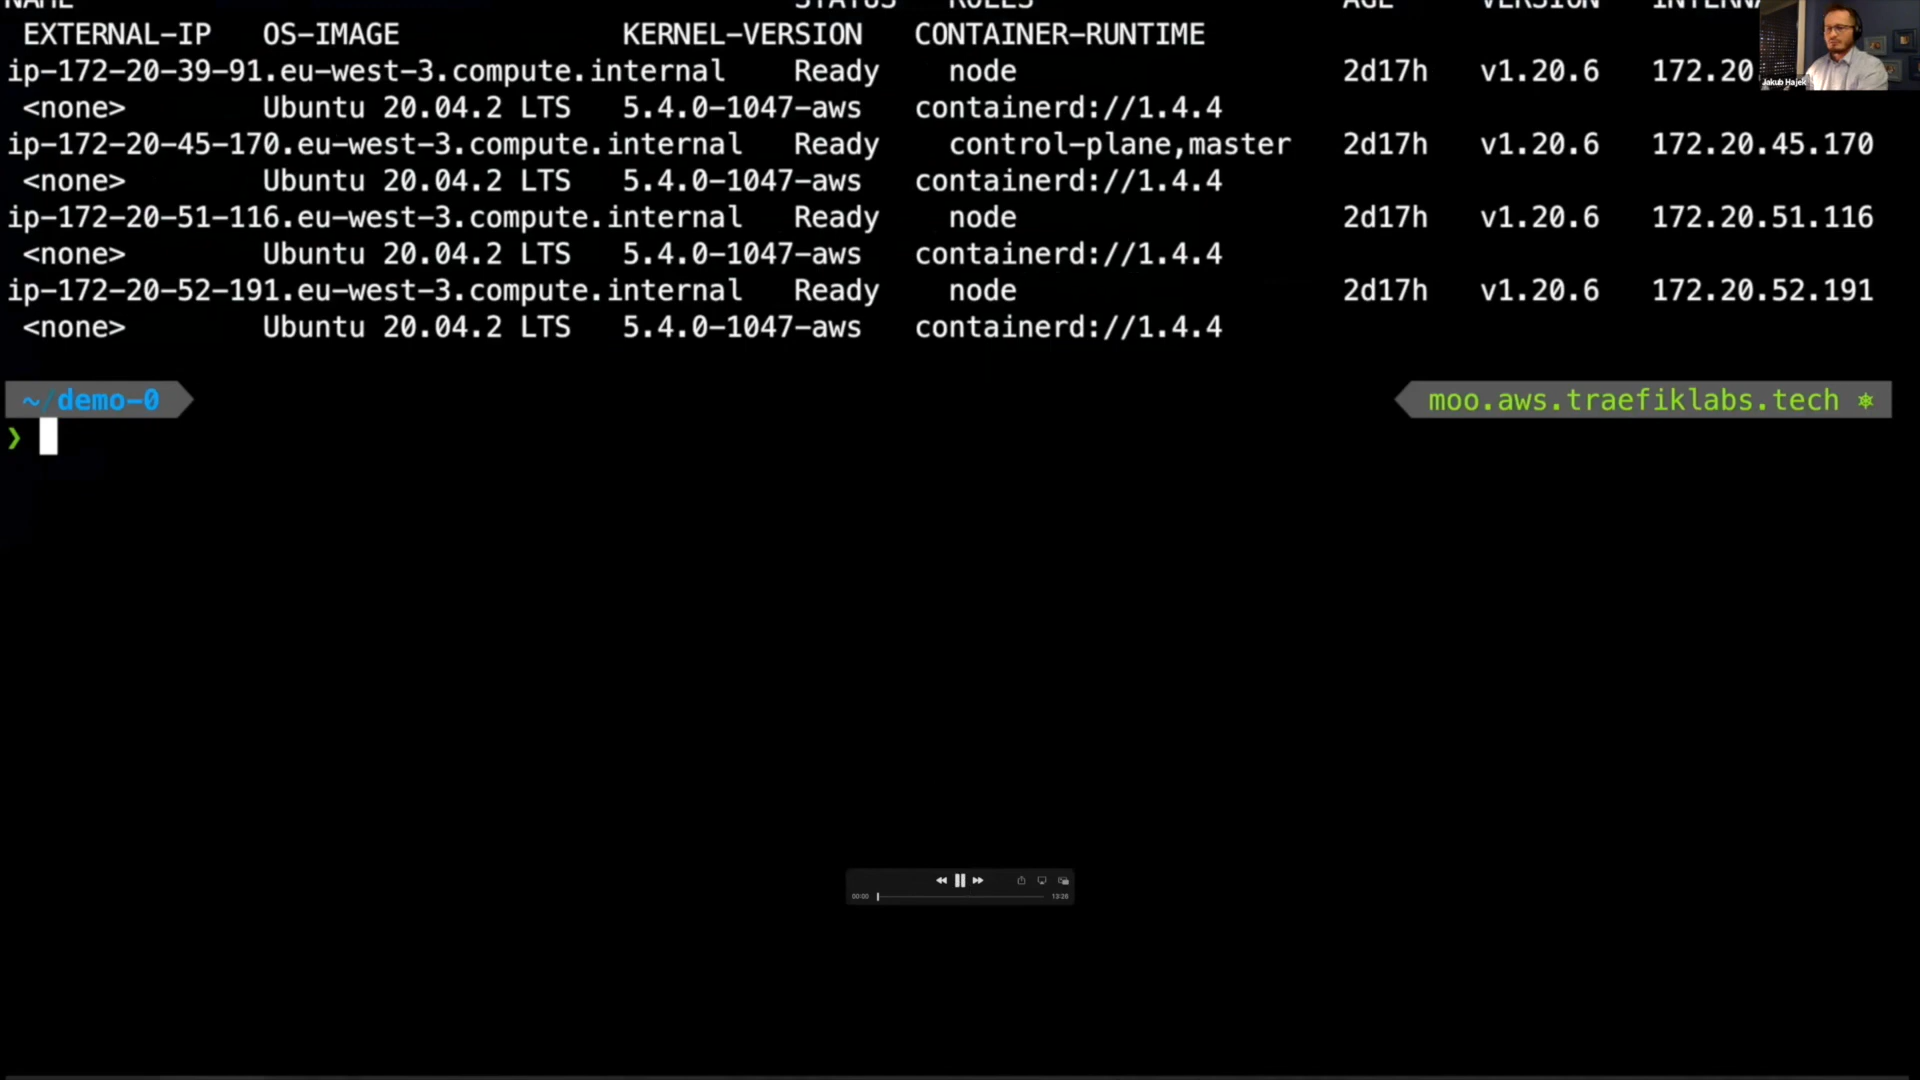 NAME STATUS ROLES AGE VERSION
EXTERNAL-IP OS-IMAGE KERNEL-VERSION CONTAINER-RUNTIME
ip-172-20-39-91.eu-west-3.compute.internal Ready node 2d17h v1.20.6 172.20
<none> Ubuntu 20.04.2 LTS 5.4.0-1047-aws containerd://1.4.4
ip-172-20-45-170.eu-west-3.compute.internal Ready control-plane,master 2d17h v1.20.6 172.20.45.170
<none> Ubuntu 20.04.2 LTS 5.4.0-1047-aws containerd://1.4.4
ip-172-20-51-116.eu-west-3.compute.internal Ready node 2d17h v1.20.6 172.20.51.116
<none> Ubuntu 20.04.2 LTS 5.4.0-1047-aws containerd://1.4.4
ip-172-20-52-191.eu-west-3.compute.internal Ready node 2d17h v1.20.6 172.20.52.191
<none> Ubuntu 20.04.2 LTS 5.4.0-1047-aws containerd://1.4.4
Jakub Hajek
~/demo-0 moo.aws.traefiklabs.tech ⎈
❯
00:00 13:26